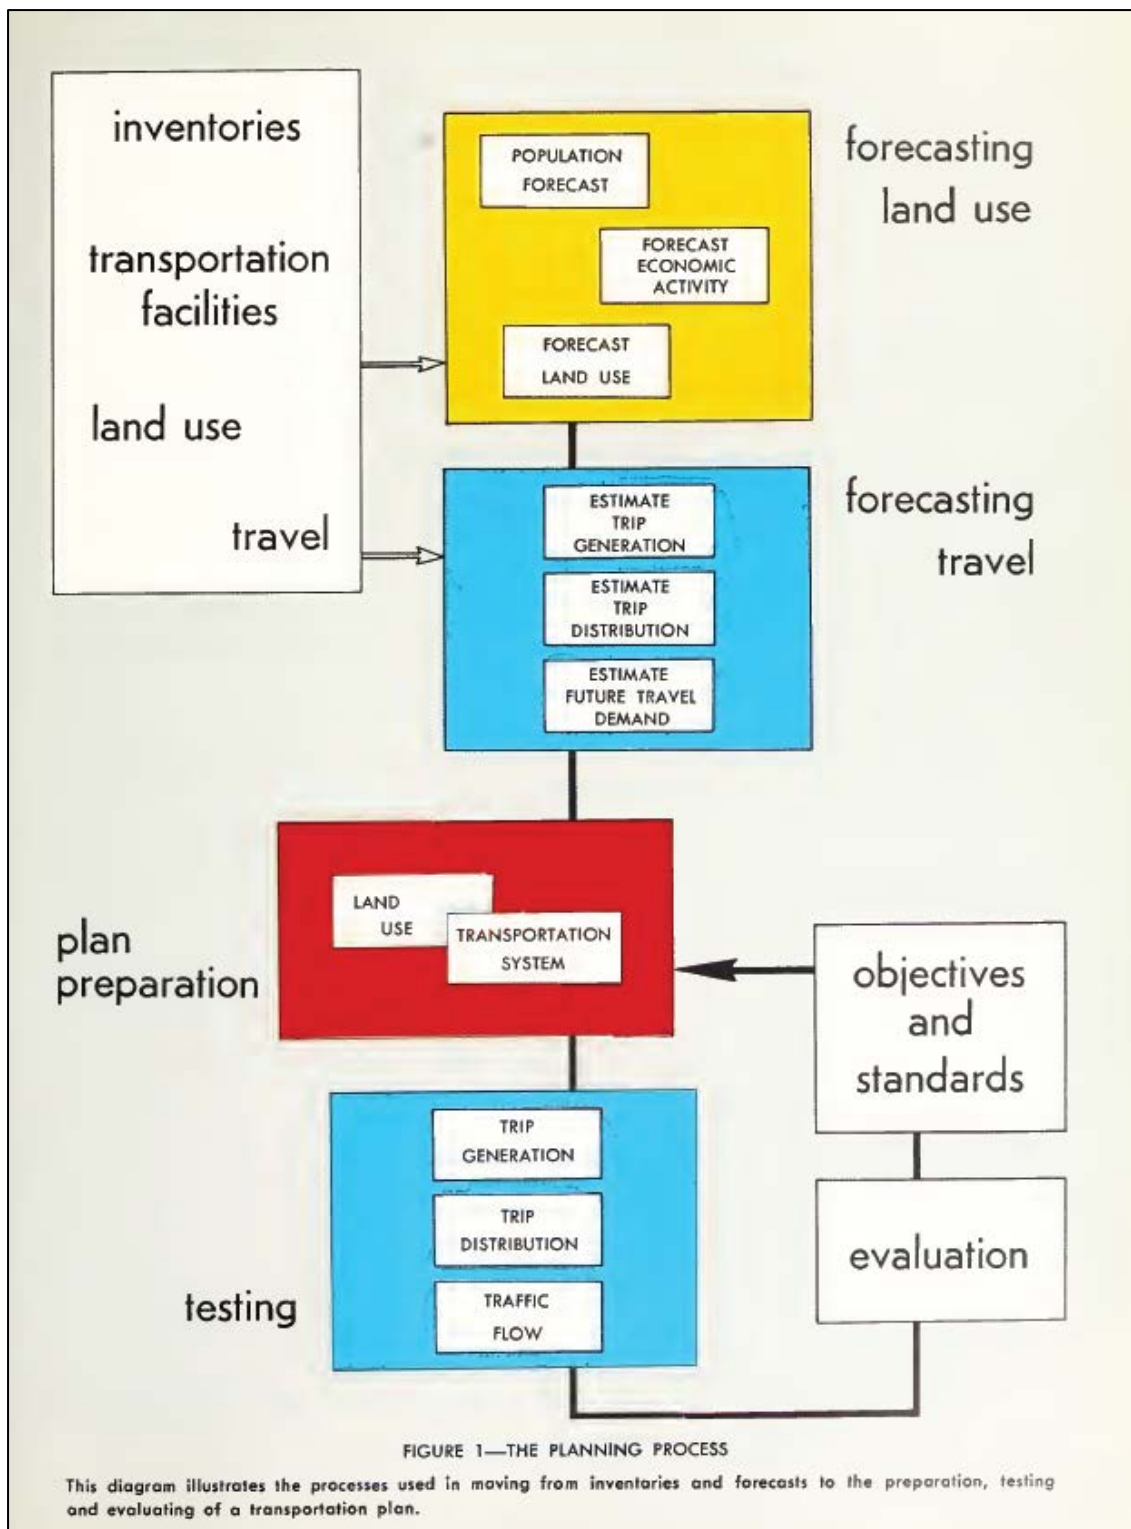 inventories
transportation
facilities
land use
travel
POPULATION
FORECAST
FORECAST
ECONOMIC
ACTIVITY
FORECAST
LAND USE
forecasting
land use
ESTIMATE
TRIP
GENERATION
ESTIMATE
TRIP
DISTRIBUTION
ESTIMATE
FUTURE TRAVEL
DEMAND
forecasting
travel
plan
preparation
LAND
USE
TRANSPORTATION
SYSTEM
objectives
and
standards
testing
TRIP
GENERATION
TRIP
DISTRIBUTION
TRAFFIC
FLOW
evaluation
FIGURE 1—THE PLANNING PROCESS
This diagram illustrates the processes used in moving from inventories and forecasts to the preparation, testing
and evaluating of a transportation plan.